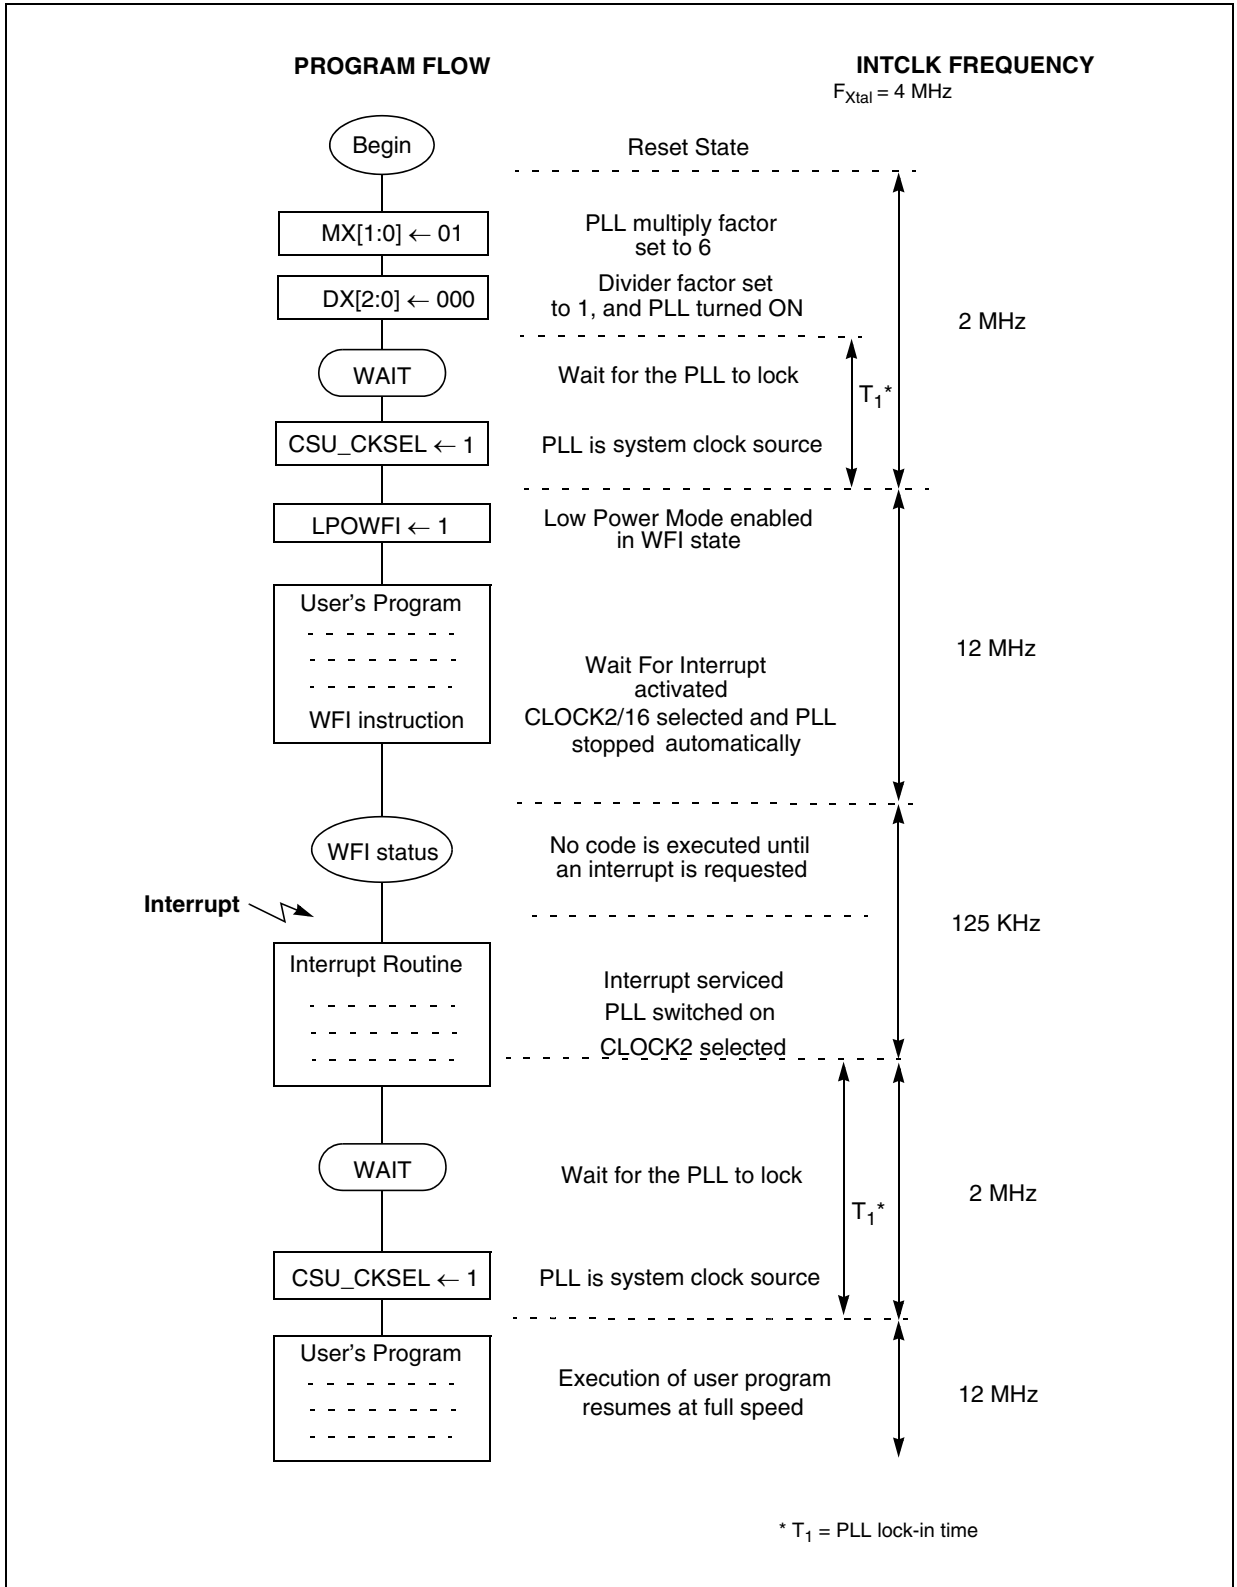 PROGRAM FLOW
INTCLK FREQUENCY
F_Xtal = 4 MHz
Begin
Reset State
MX[1:0] ← 01
PLL multiply factor
set to 6
DX[2:0] ← 000
Divider factor set
to 1, and PLL turned ON
2 MHz
WAIT
Wait for the PLL to lock
T1*
CSU_CKSEL ← 1
PLL is system clock source
LPOWFI ← 1
Low Power Mode enabled
in WFI state
User's Program
WFI instruction
Wait For Interrupt
activated
CLOCK2/16 selected and PLL
stopped automatically
12 MHz
WFI status
No code is executed until
an interrupt is requested
Interrupt
125 KHz
Interrupt Routine
Interrupt serviced
PLL switched on
CLOCK2 selected
WAIT
Wait for the PLL to lock
T1*
2 MHz
CSU_CKSEL ← 1
PLL is system clock source
User's Program
Execution of user program
resumes at full speed
12 MHz
* T1 = PLL lock-in time